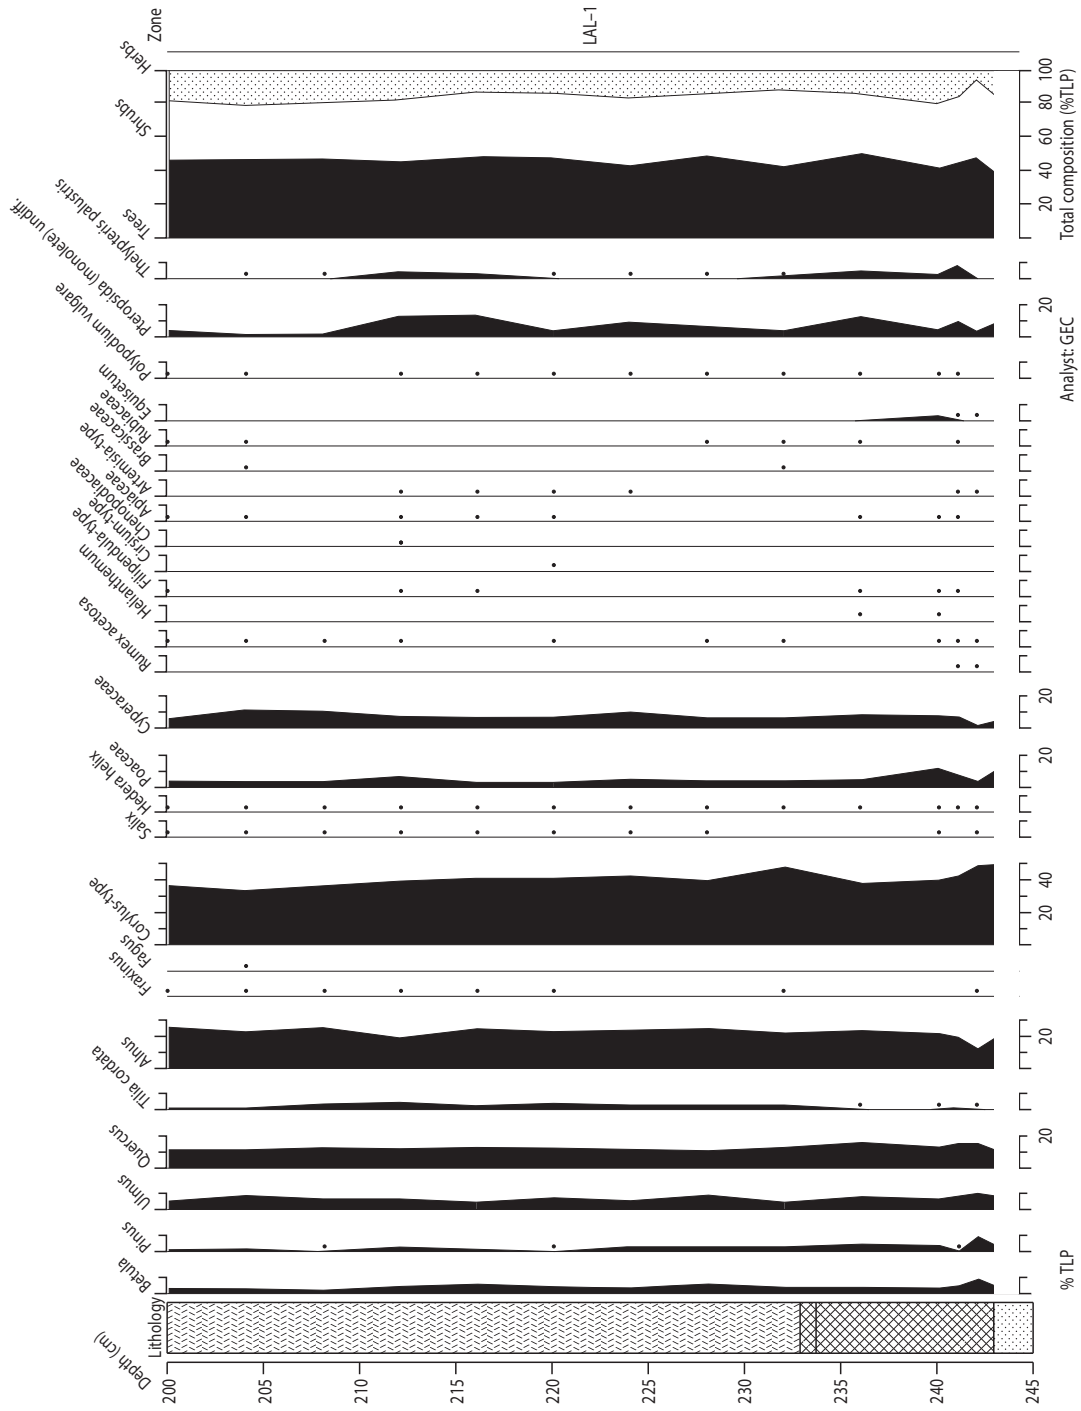 Depth (cm)
Lithology
Betula
Pinus
Ulmus
Quercus
Tilia cordata
Alnus
Fraxinus
Fagus
Corylus-type
Salix
Hedera helix
Poaceae
Cyperaceae
Rumex acetosa
Helianthemum
Filipendula-type
Cirsium-type
Chenopodiaceae
Apiaceae
Artemisia-type
Brassicaceae
Rubiaceae
Equisetum
Polypodium vulgare
Pteropsida (monolete) undiff.
Thelypteris palustris
Trees
Shrubs
Herbs
Zone
LAL–1
200
205
210
215
220
225
230
235
240
245
% TLP
20
20
20 40
20
20
20
20 40 60 80 100
Analyst: GEC
Total composition (%TLP)